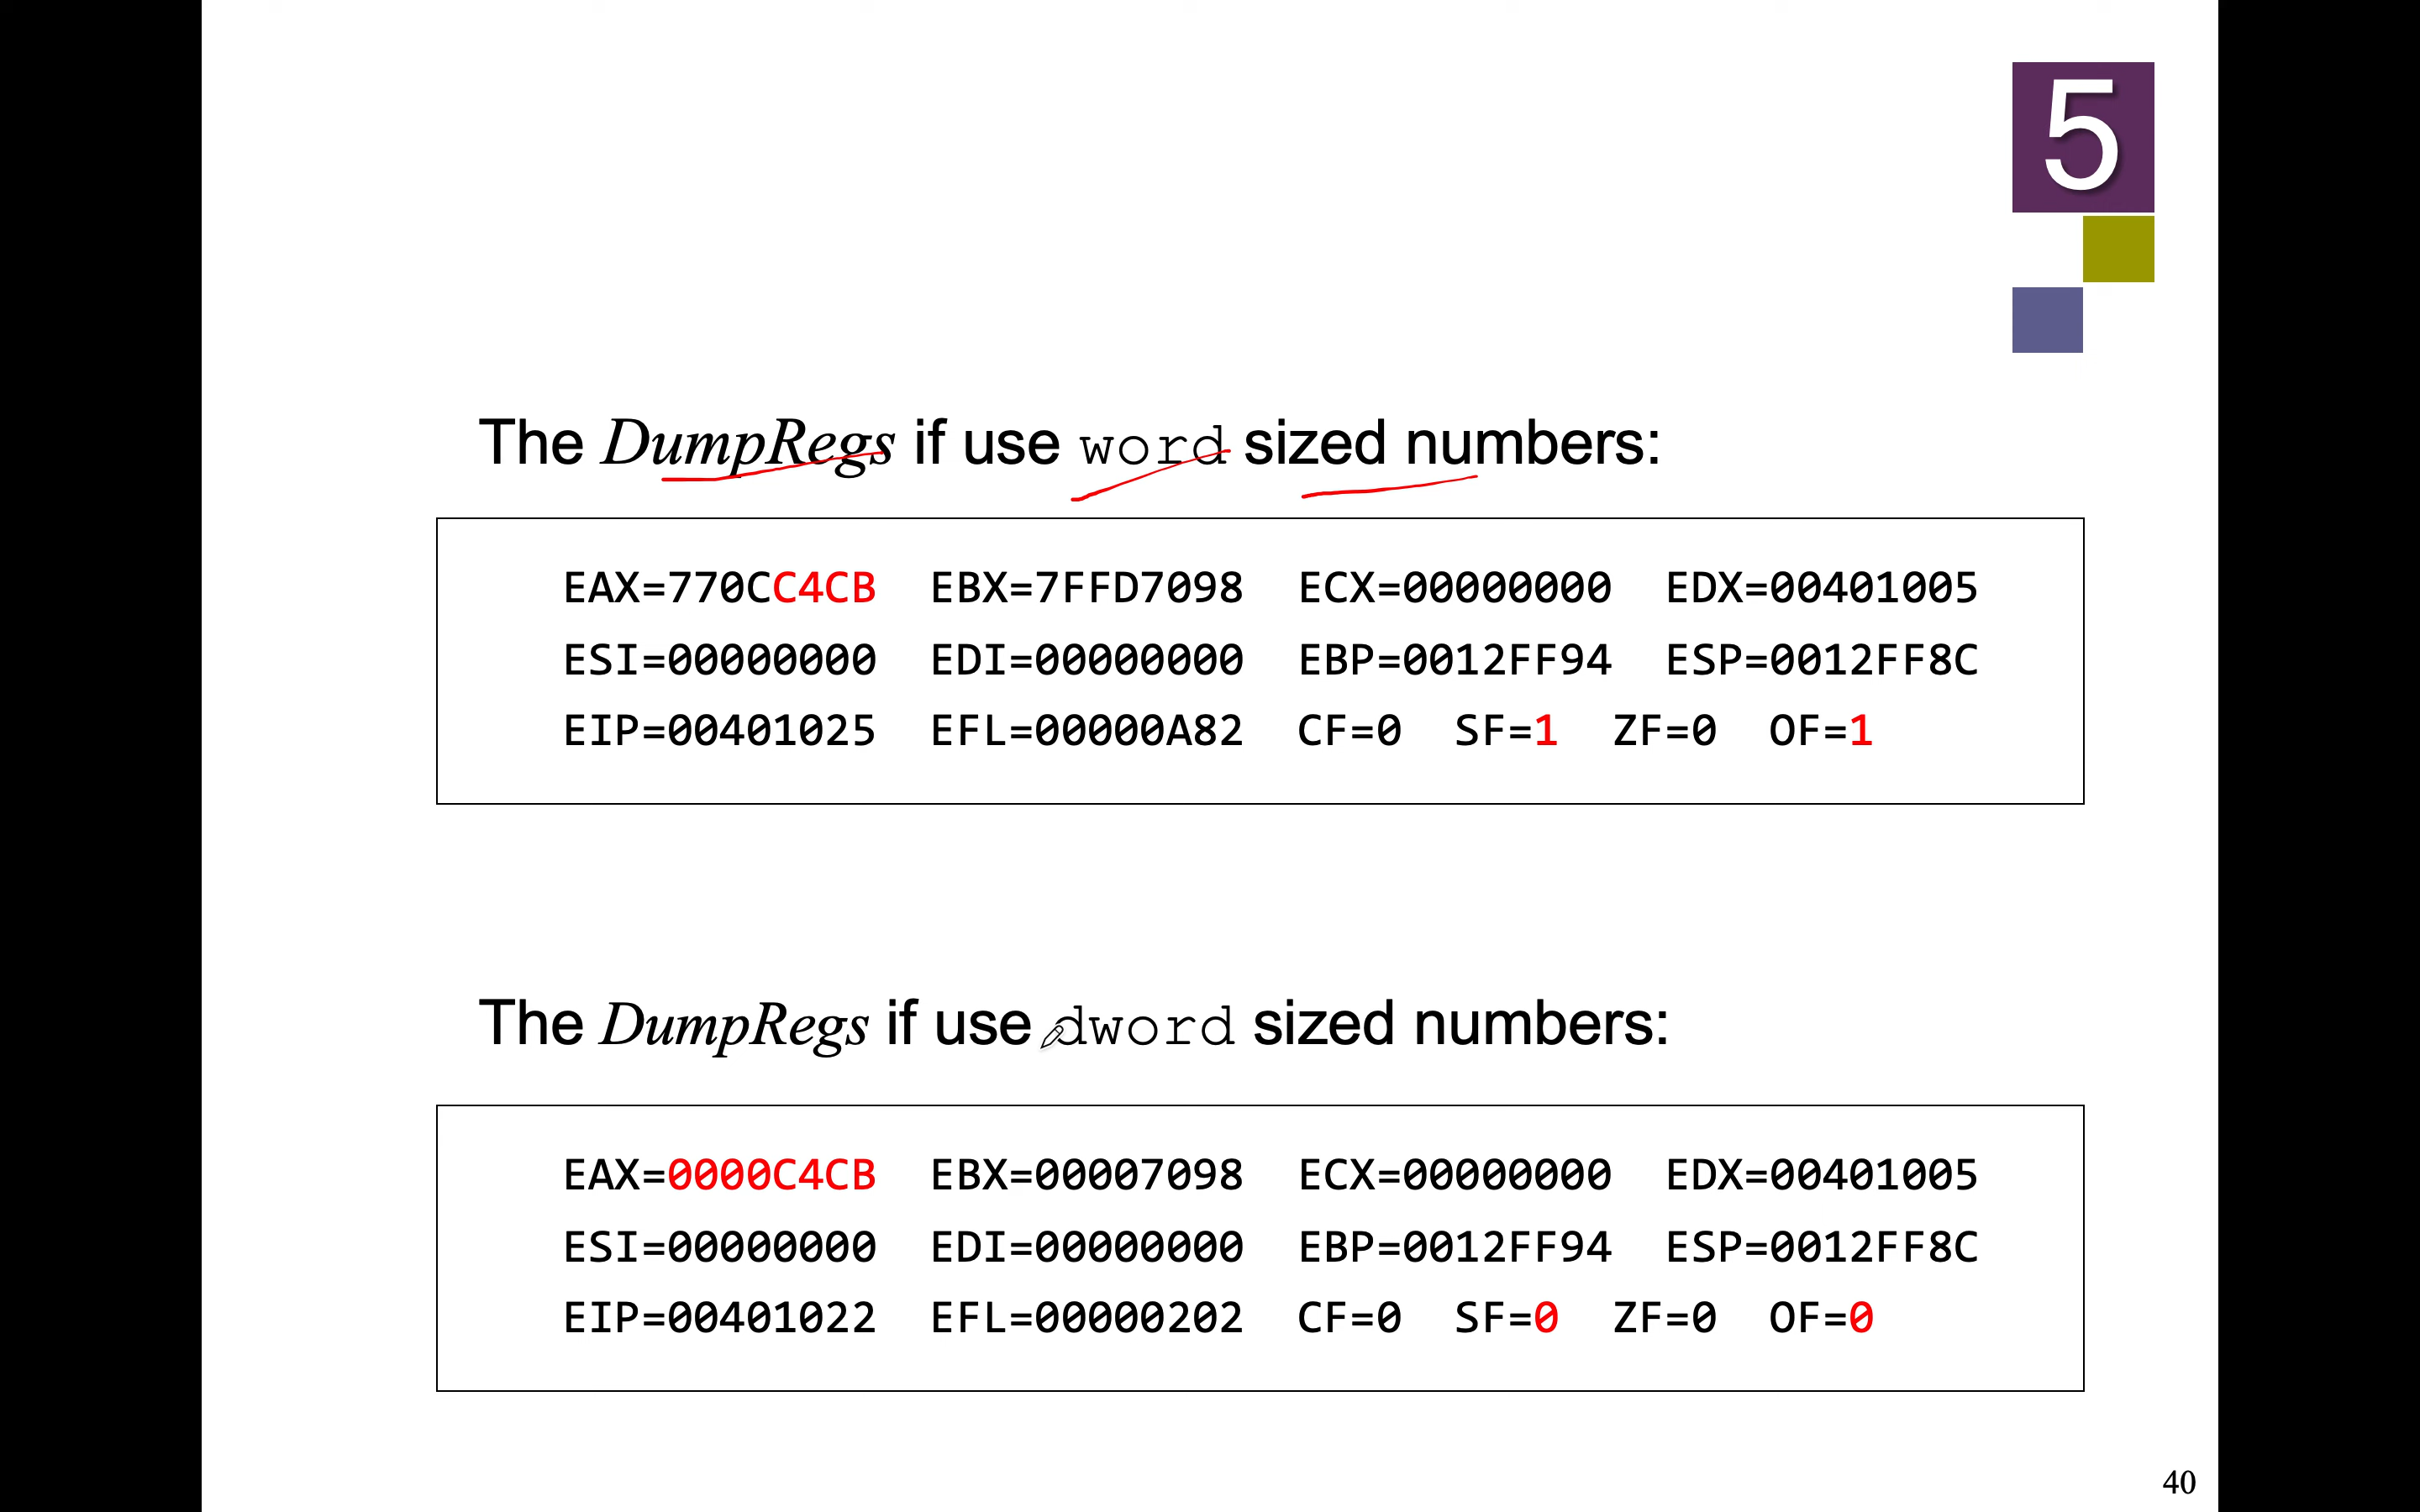 5
The DumpRegs if use word sized numbers:
EAX=770CC4CB EBX=7FFD7098 ECX=00000000 EDX=00401005
ESI=00000000 EDI=00000000 EBP=0012FF94 ESP=0012FF8C
EIP=00401025 EFL=00000A82 CF=0 SF=1 ZF=0 OF=1
The DumpRegs if use dword sized numbers:
EAX=0000C4CB EBX=00007098 ECX=00000000 EDX=00401005
ESI=00000000 EDI=00000000 EBP=0012FF94 ESP=0012FF8C
EIP=00401022 EFL=00000202 CF=0 SF=0 ZF=0 OF=0
40